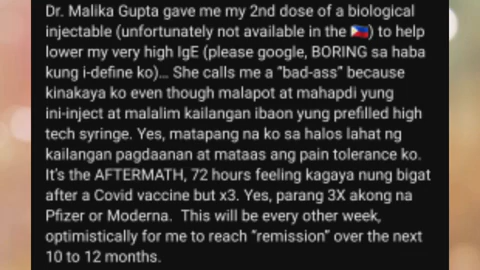 Dr. Malika Gupta gave me my 2nd dose of a biological
injectable (unfortunately not available in the 🇵🇭) to help
lower my very high IgE (please google, BORING sa haba
kung i-define ko)… She calls me a “bad-ass” because
kinakaya ko even though malapot at mahapdi yung
ini-inject at malalim kailangan ibaon yung prefilled high
tech syringe. Yes, matapang na ko sa halos lahat ng
kailangan pagdaanan at mataas ang pain tolerance ko.
It’s the AFTERMATH, 72 hours feeling kagaya nung bigat
after a Covid vaccine but x3. Yes, parang 3X akong na
Pfizer or Moderna.  This will be every other week,
optimistically for me to reach “remission” over the next
10 to 12 months.